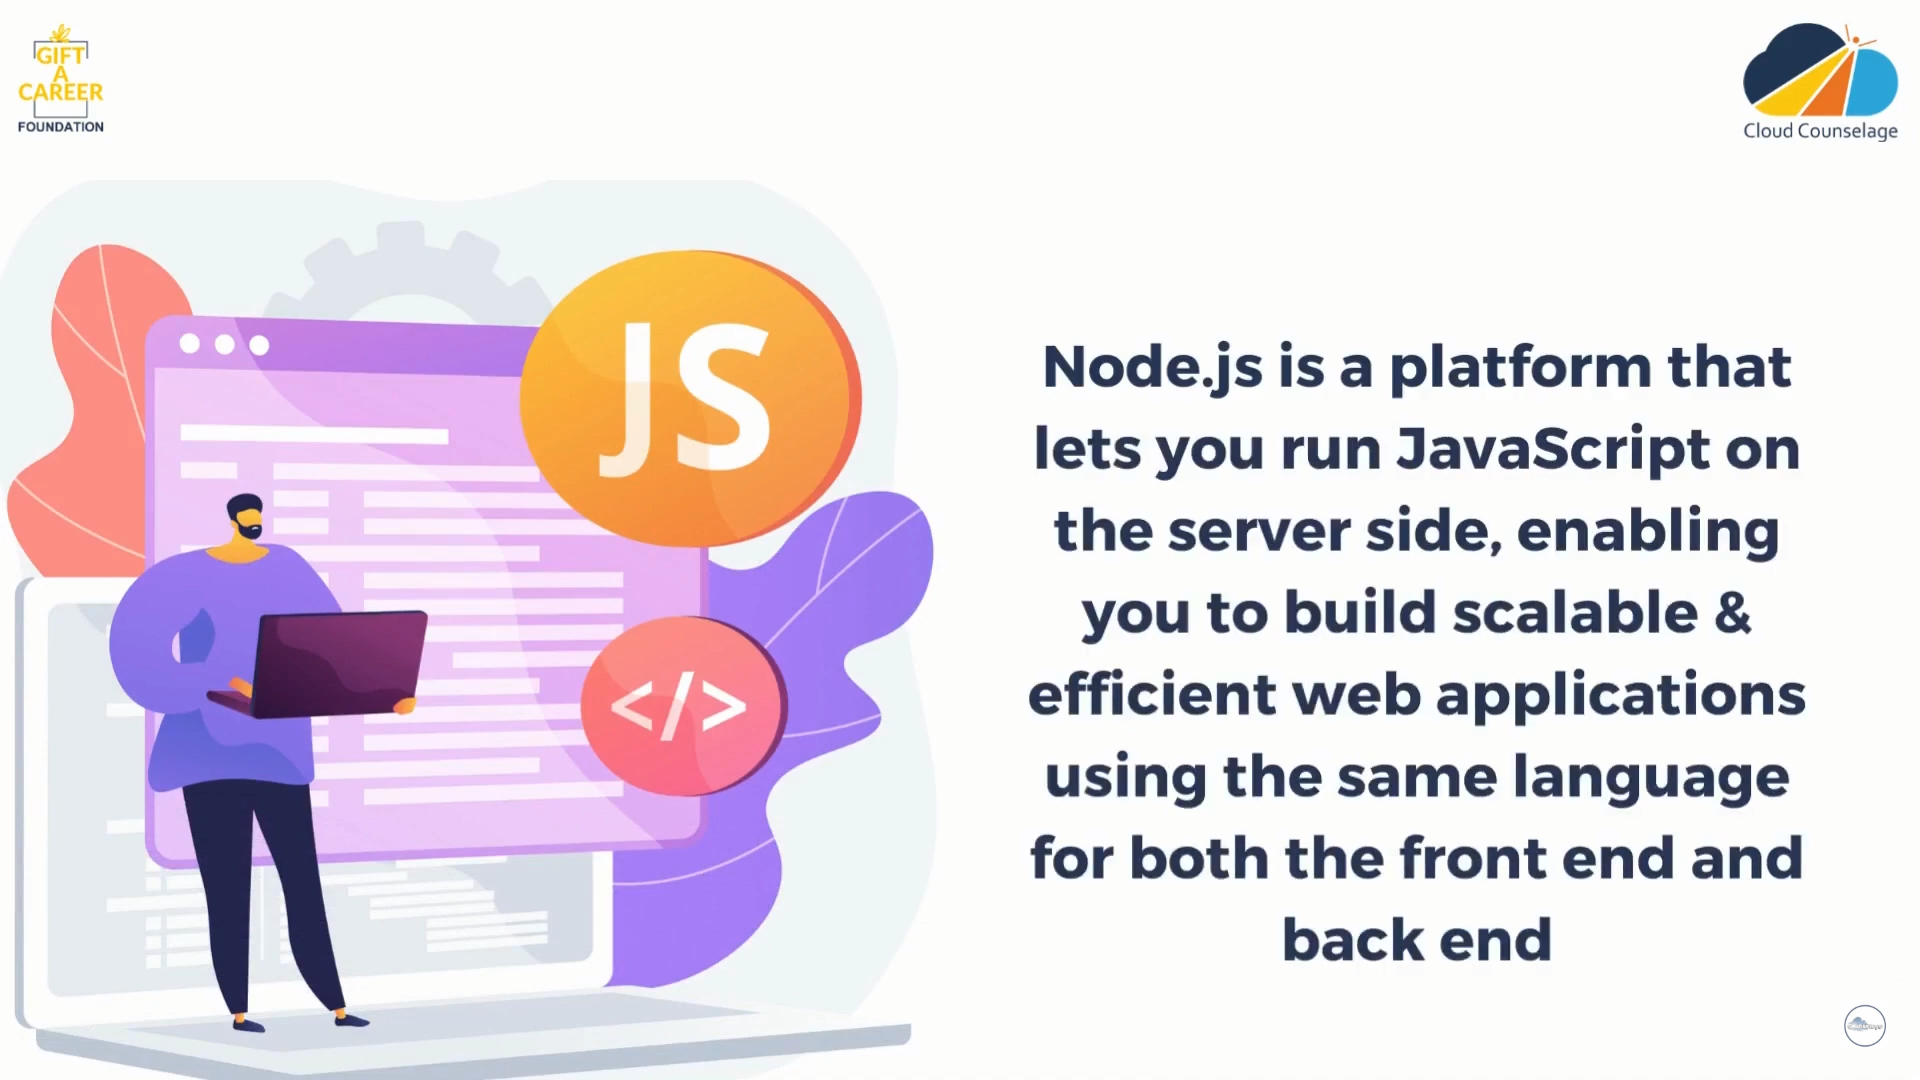 GIFT
A
CAREER
FOUNDATION
Cloud Counselage
JS
</>
Node.js is a platform that
lets you run JavaScript on
the server side, enabling
you to build scalable &
efficient web applications
using the same language
for both the front end and
back end